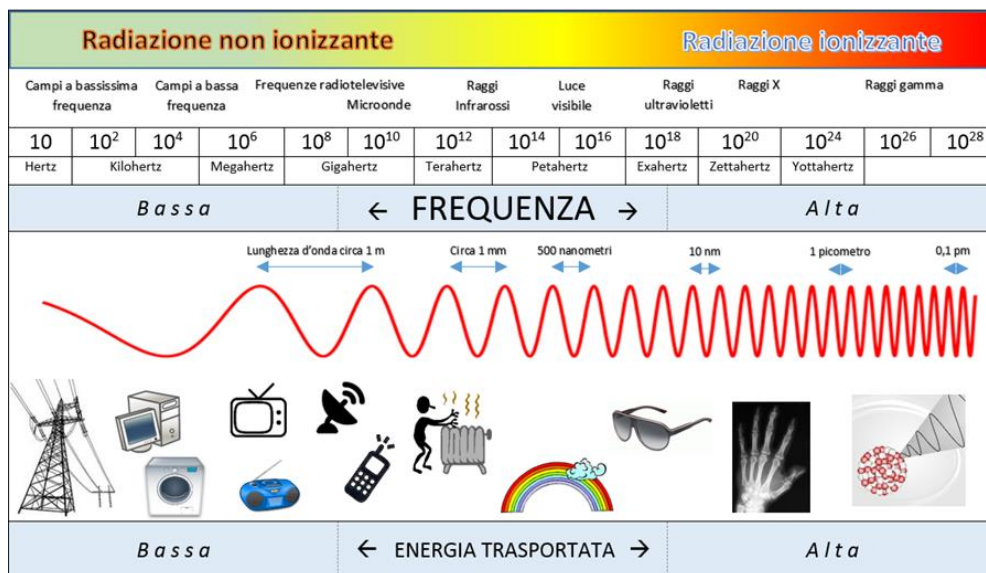 Radiazione non ionizzante Radiazione ionizzante
Campi a bassissima frequenza
Campi a bassa frequenza
Frequenze radiotelevisive
Microonde
Raggi Infrarossi
Luce visibile
Raggi ultravioletti
Raggi X
Raggi gamma
10 10² 10⁴ 10⁶ 10⁸ 10¹⁰ 10¹² 10¹⁴ 10¹⁶ 10¹⁸ 10²⁰ 10²⁴ 10²⁶ 10²⁸
Hertz Kilohertz Megahertz Gigahertz Terahertz Petahertz Exahertz Zettahertz Yottahertz
Bassa ← FREQUENZA → Alta
Lunghezza d'onda circa 1 m Circa 1 mm 500 nanometri 10 nm 1 picometro 0,1 pm
Bassa ← ENERGIA TRASPORTATA → Alta